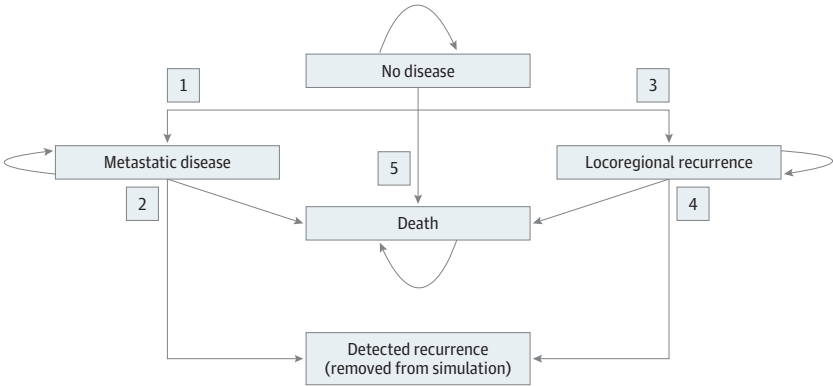 No disease
1
3
Metastatic disease
5
Locoregional recurrence
2
4
Death
Detected recurrence
(removed from simulation)